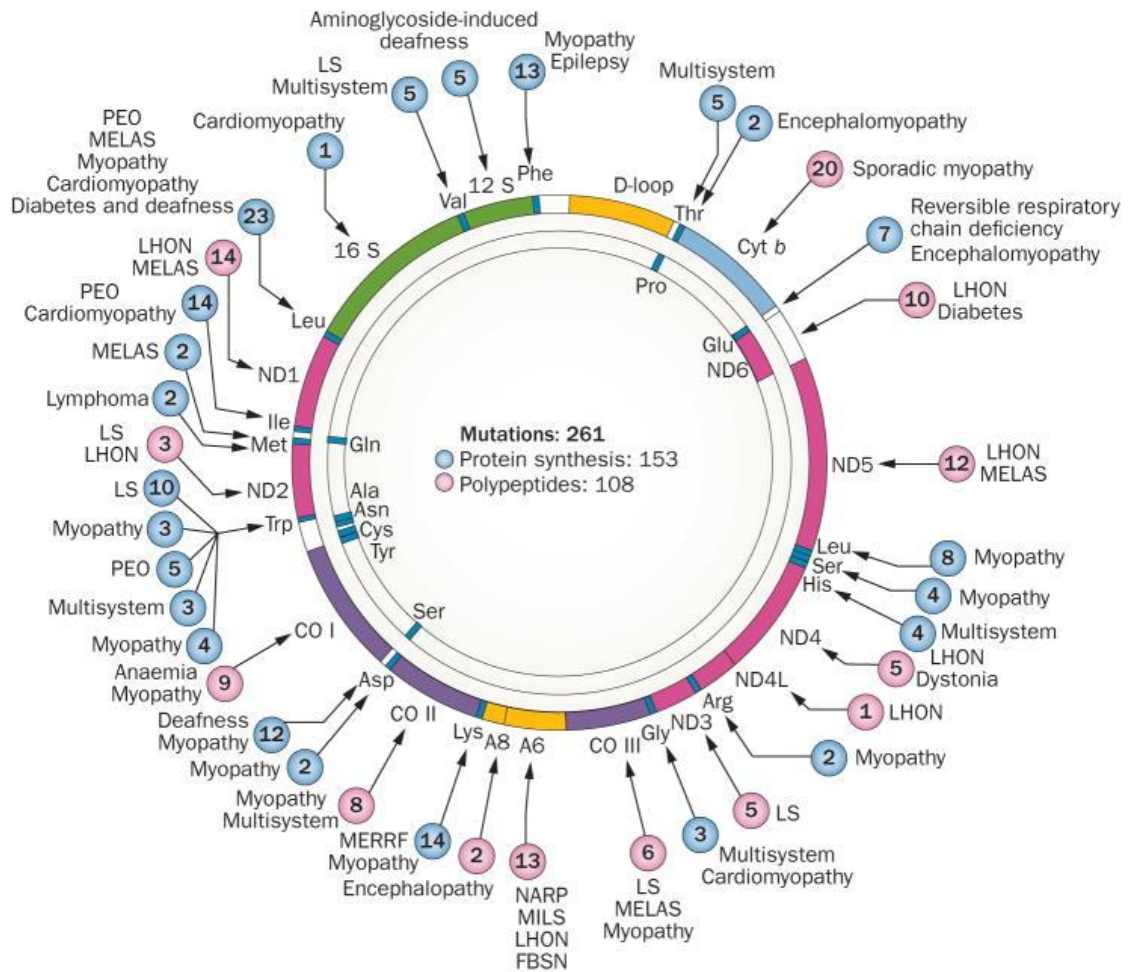 Aminoglycoside-induced
deafness
5
Myopathy
Epilepsy
13
LS
Multisystem
5
Multisystem
5
2
Encephalomyopathy
Cardiomyopathy
1
20
Sporadic myopathy
PEO
MELAS
Myopathy
Cardiomyopathy
Diabetes and deafness
23
7
Reversible respiratory
chain deficiency
Encephalomyopathy
LHON
MELAS
14
10
LHON
Diabetes
PEO
Cardiomyopathy
14
MELAS
2
Lymphoma
2
LS
LHON
3
LS
10
Myopathy
3
PEO
5
Multisystem
3
Myopathy
4
Anaemia
Myopathy
9
Deafness
Myopathy
12
Myopathy
2
Myopathy
Multisystem
8
MERRF
Myopathy
14
Encephalopathy
2
13
NARP
MILS
LHON
FBSN
6
LS
MELAS
Myopathy
3
Multisystem
Cardiomyopathy
5
LS
2
Myopathy
1
LHON
5
LHON
Dystonia
4
Multisystem
4
Myopathy
8
Myopathy
12
LHON
MELAS
Phe
12 S
Val
16 S
Leu
ND1
Ile
Met
ND2
Trp
CO I
Asp
CO II
Lys
A8
A6
CO III
Gly
ND3
Arg
ND4L
ND4
His
Ser
Leu
ND5
Cyt b
Thr
D-loop
Pro
Glu
ND6
Gln
Ala
Asn
Cys
Tyr
Ser
Mutations: 261
Protein synthesis: 153
Polypeptides: 108